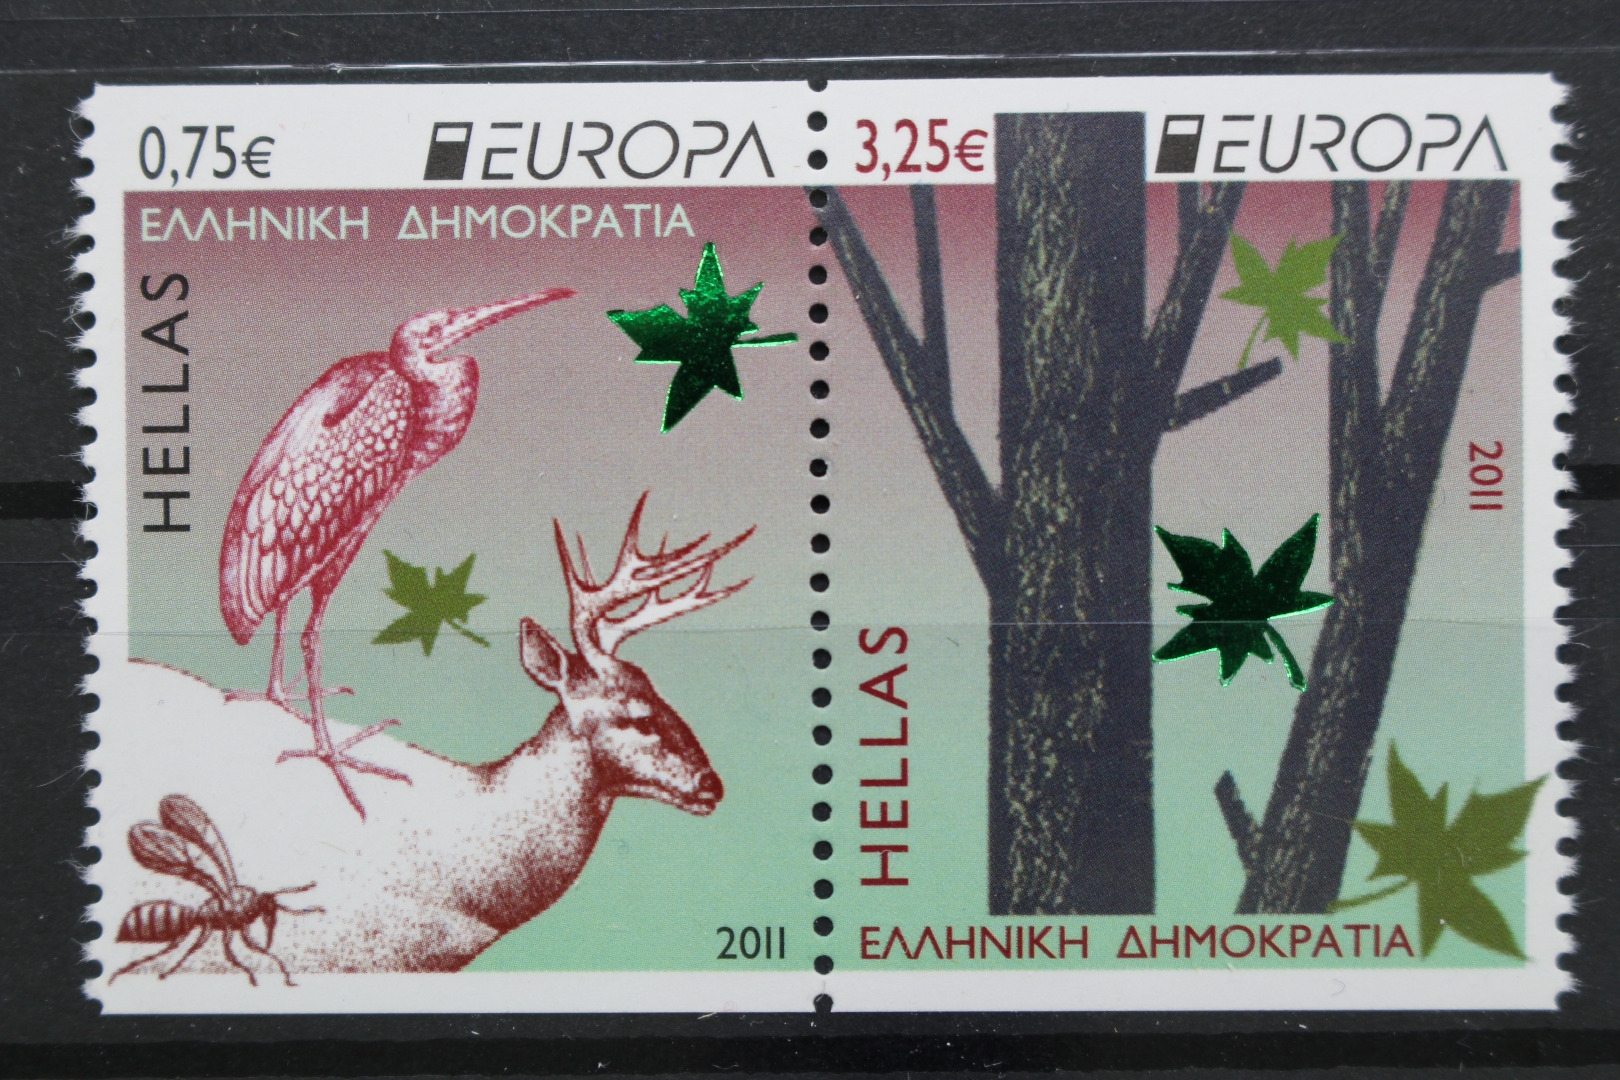 0,75€ EUROPA
ΕΛΛΗΝΙΚΗ ΔΗΜΟΚΡΑΤΙΑ
HELLAS
2011
3,25€ EUROPA
2011
HELLAS
ΕΛΛΗΝΙΚΗ ΔΗΜΟΚΡΑΤΙΑ